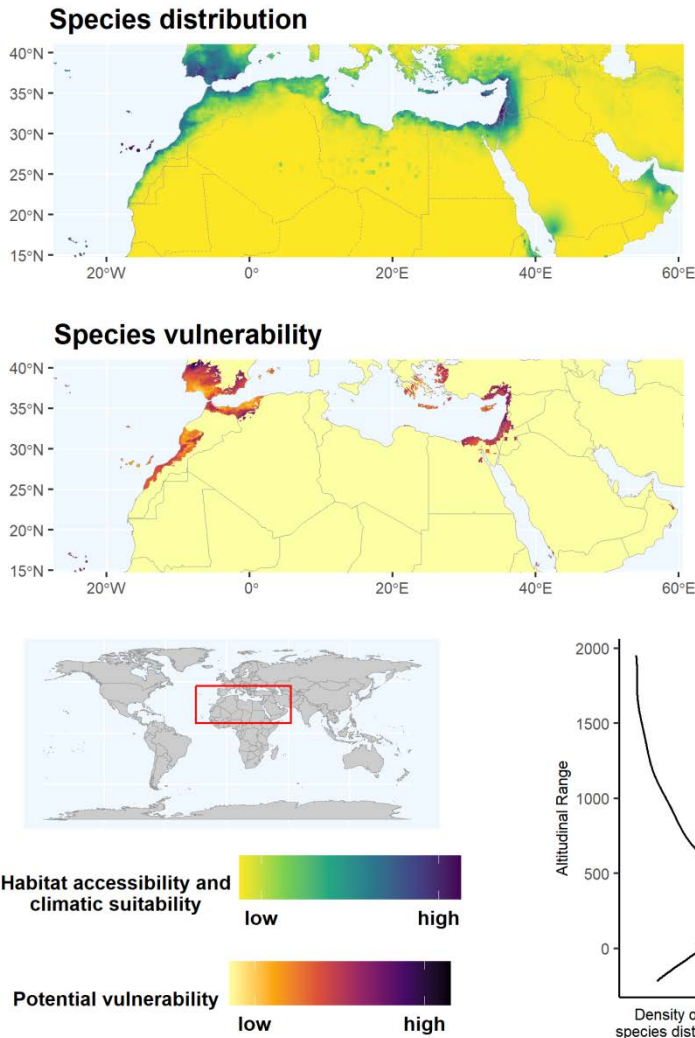 Species distribution
40°N
35°N
30°N
25°N
20°N
15°N
20°W 0° 20°E 40°E 60°E
Species vulnerability
40°N
35°N
30°N
25°N
20°N
15°N
20°W 0° 20°E 40°E 60°E
Habitat accessibility and
climatic suitability
low high
Potential vulnerability
low high
Altitudinal Range
2000
1500
1000
500
0
Density
species